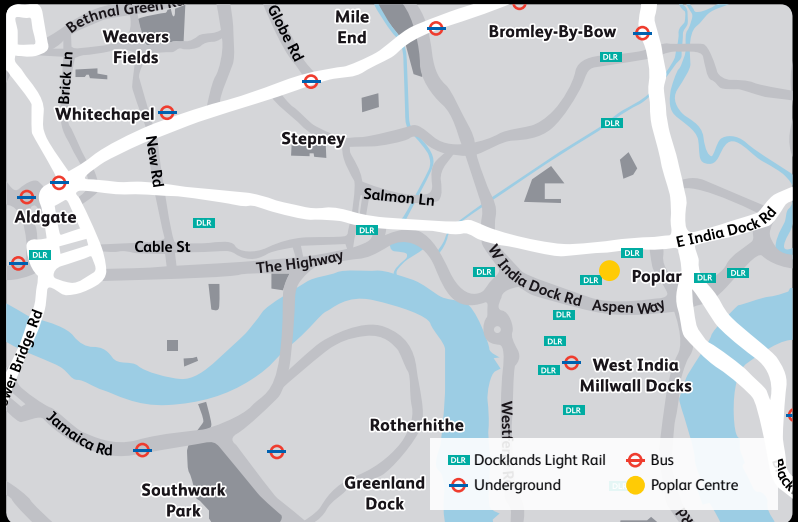 Bethnal Green R
Globe Rd
Mile
End
Bromley-By-Bow
Weavers
Fields
DLR
Brick Ln
Whitechapel
DLR
New Rd
Stepney
Salmon Ln
Aldgate
DLR
DLR
E India Dock Rd
Cable St
DLR
The Highway
DLR
W India Dock Rd
DLR
DLR
Poplar
DLR
DLR
Aspen Way
DLR
ower Bridge Rd
DLR
West India
Millwall Docks
DLR
DLR
Jamaica Rd
Rotherhithe
Southwark
Park
Greenland
Dock
DLR Docklands Light Rail
Bus
Underground
Poplar Centre
Black